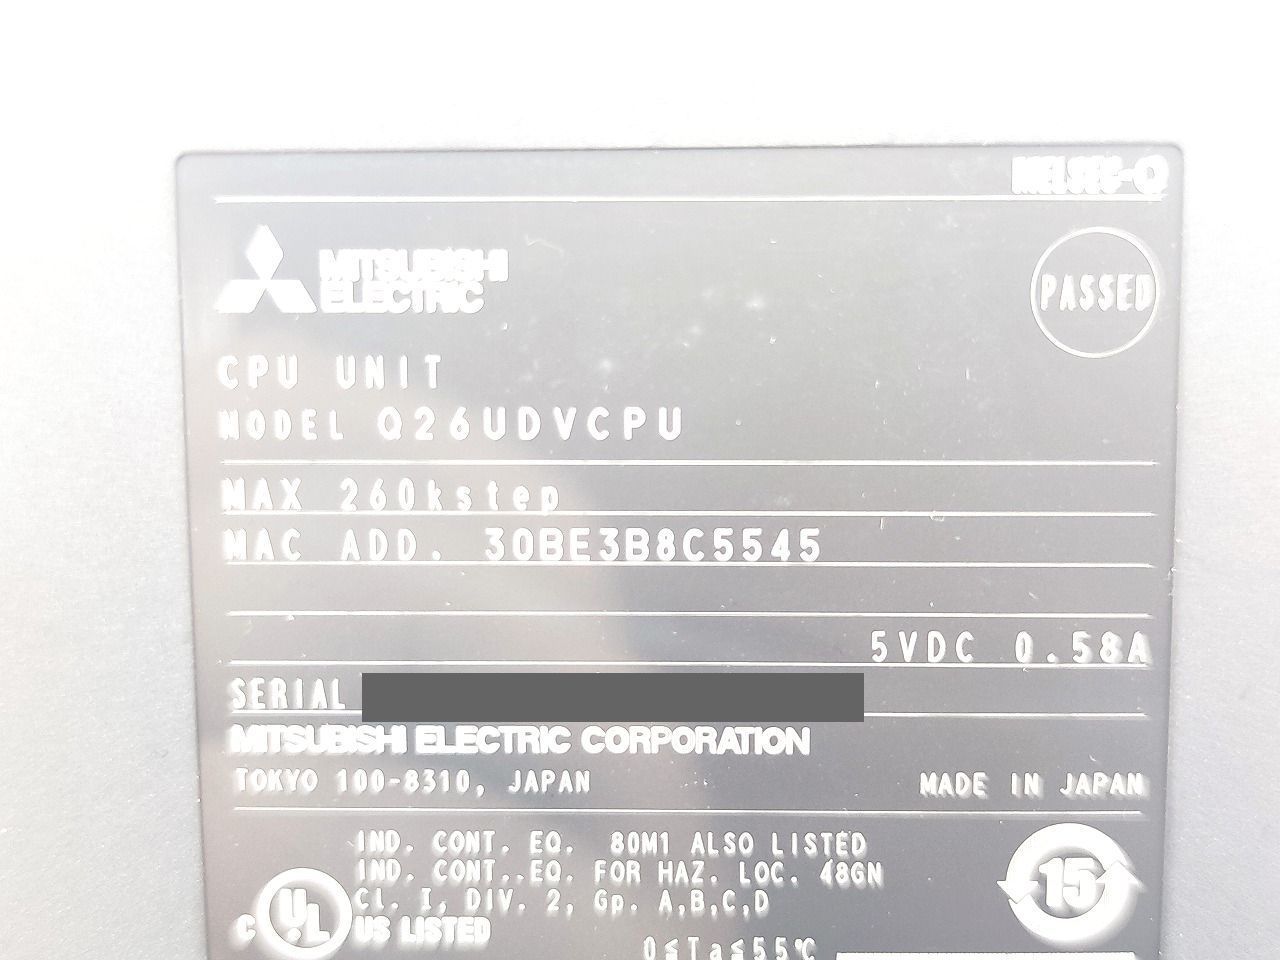 MELSEC-Q
MITSUBISHI
ELECTRIC
PASSED
CPU UNIT
MODEL Q26UDVCPU
MAX 260kstep
MAC ADD. 30BE3B8C5545
5VDC 0.58A
SERIAL
MITSUBISHI ELECTRIC CORPORATION
TOKYO 100-8310, JAPAN MADE IN JAPAN
IND. CONT. EQ. 80M1 ALSO LISTED
IND. CONT. EQ. FOR HAZ. LOC. 48GN
Cl. I, DIV. 2, Gp. A,B,C,D
C UL US LISTED
15
0≤Ta≤55℃